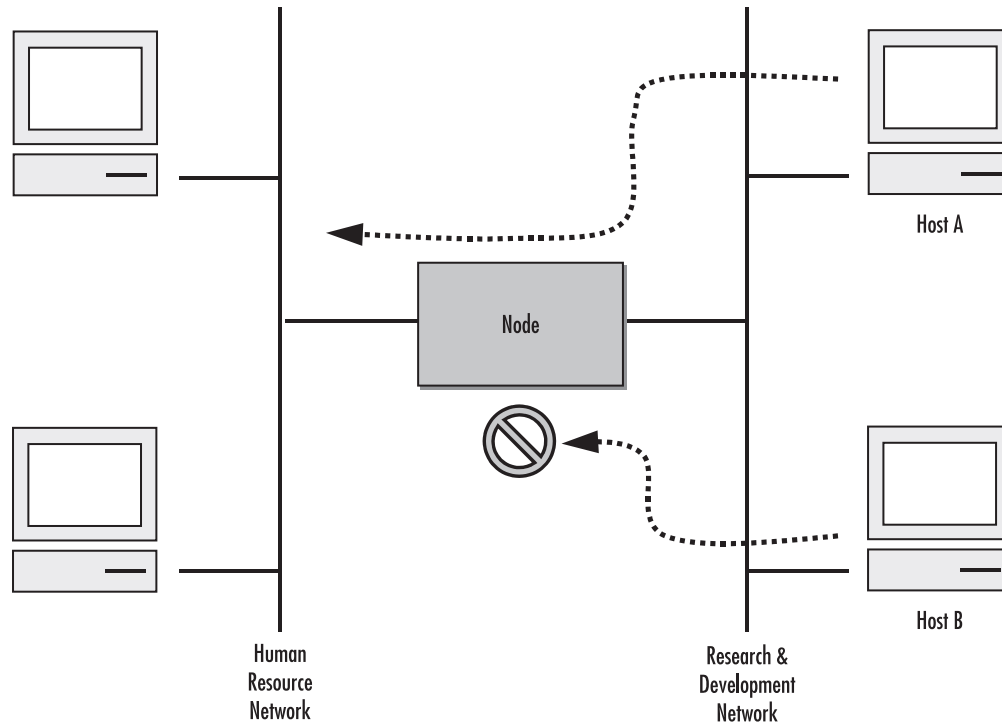 Host A
Node
Host B
Human
Resource
Network
Research &
Development
Network